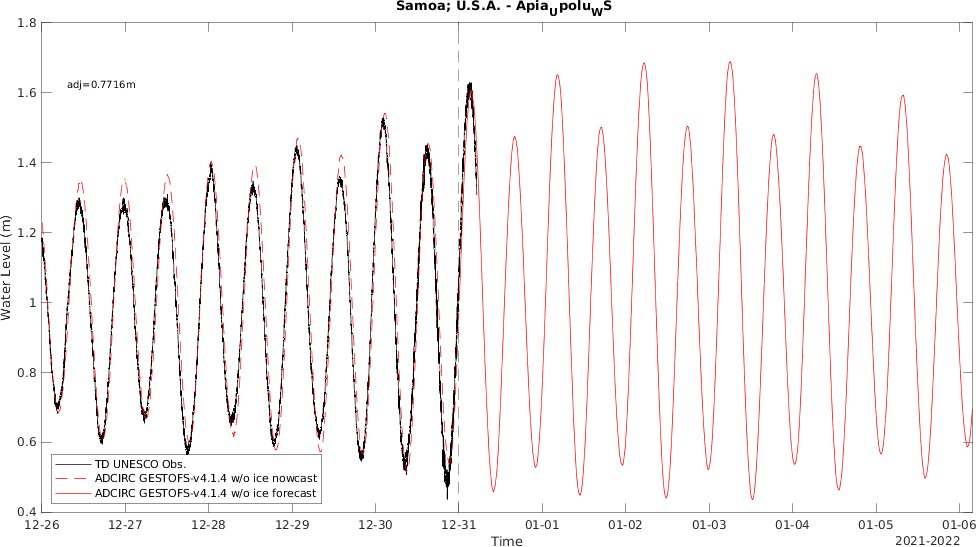 Samoa; U.S.A. - ApiaUpoluWS
adj=0.7716m
1.8
1.6
1.4
1.2
1
0.8
0.6
0.4
Water Level (m)
TD UNESCO Obs.
ADCIRC GESTOFS-v4.1.4 w/o ice nowcast
ADCIRC GESTOFS-v4.1.4 w/o ice forecast
12-26 12-27 12-28 12-29 12-30 12-31 01-01 01-02 01-03 01-04 01-05 01-06
Time
2021-2022